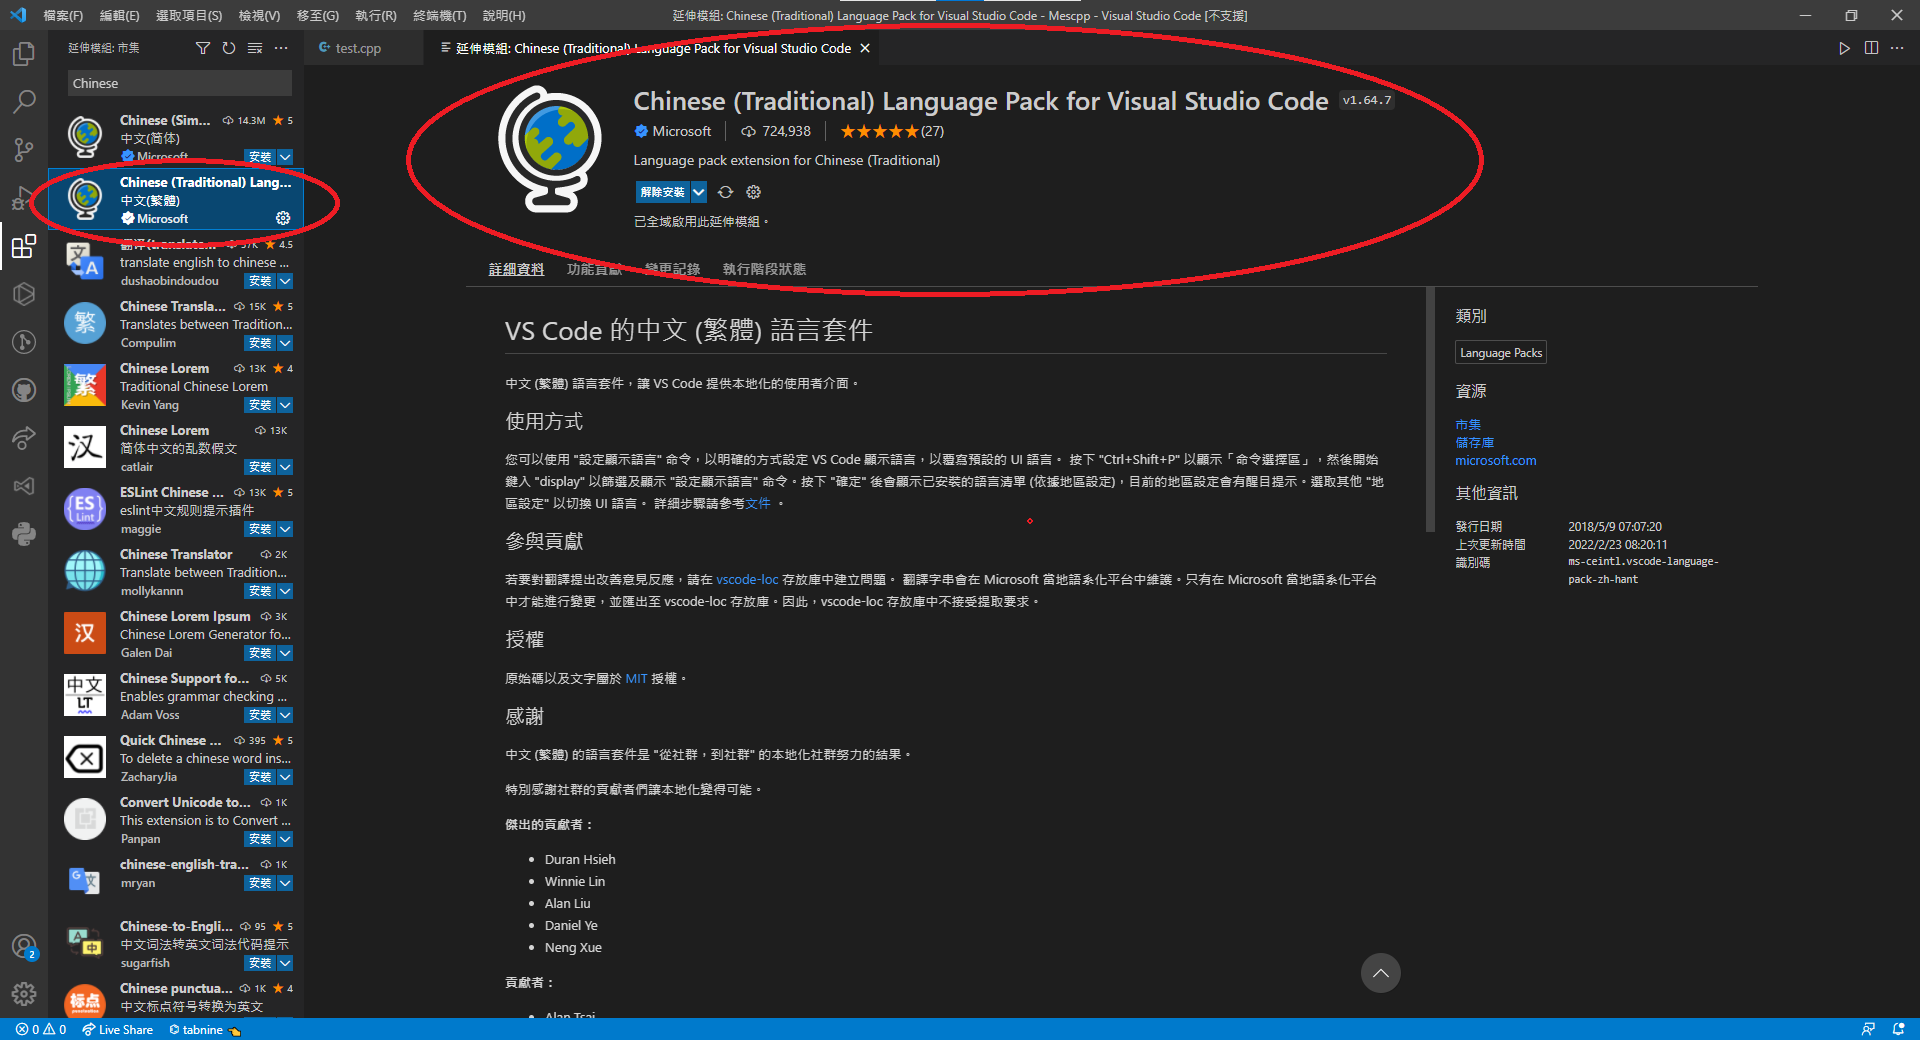 檔案(F) 編輯(E) 選取項目(S) 檢視(V) 移至(G) 執行(R) 終端機(T) 說明(H)
延伸模組: Chinese (Traditional) Language Pack for Visual Studio Code - Mescpp - Visual Studio Code [不支援]
延伸模組: 市集
test.cpp
延伸模組: Chinese (Traditional) Language Pack for Visual Studio Code
Chinese
Chinese (Sim... 14.3M 5
中文(简体)
Microsoft 安裝
Chinese (Traditional) Lang...
中文(繁體)
Microsoft
翻译(translate... 37K 4.5
translate english to chinese ...
dushaobindoudou 安裝
繁
Chinese Transla... 15K 5
Translates between Tradition...
Compulim 安裝
繁
Chinese Lorem 13K 4
Traditional Chinese Lorem
Kevin Yang 安裝
汉
Chinese Lorem 13K
简体中文的乱数假文
catlair 安裝
{ES}
Lint
ESLint Chinese ... 13K 5
eslint中文规则提示插件
maggie 安裝
Chinese Translator 2K
Translate between Tradition...
mollykannn 安裝
汉
Chinese Lorem Ipsum 3K
Chinese Lorem Generator fo...
Galen Dai 安裝
中文
LT
Chinese Support fo... 5K
Enables grammar checking ...
Adam Voss 安裝
Quick Chinese ... 395 5
To delete a chinese word ins...
ZacharyJia 安裝
Convert Unicode to... 1K
This extension is to Convert ...
Panpan 安裝
chinese-english-tra... 1K
mryan 安裝
Chinese-to-Engli... 95 5
中文词法转英文词法代码提示
sugarfish 安裝
标点
Chinese punctua... 1K 4
中文标点符号转换为英文
Chinese (Traditional) Language Pack for Visual Studio Code v1.64.7
Microsoft 724,938 (27)
Language pack extension for Chinese (Traditional)
解除安裝
已全域啟用此延伸模組。
詳細資料 功能貢獻 變更記錄 執行階段狀態
VS Code 的中文 (繁體) 語言套件
中文 (繁體) 語言套件，讓 VS Code 提供本地化的使用者介面。
使用方式
您可以使用 "設定顯示語言" 命令，以明確的方式設定 VS Code 顯示語言，以覆寫預設的 UI 語言。 按下 "Ctrl+Shift+P" 以顯示「命令選擇區」，然後開始
鍵入 "display" 以篩選及顯示 "設定顯示語言" 命令。按下 "確定" 後會顯示已安裝的語言清單 (依據地區設定)，目前的地區設定會有醒目提示。選取其他 "地
區設定" 以切換 UI 語言。 詳細步驟請參考文件 。
參與貢獻
若要對翻譯提出改善意見反應，請在 vscode-loc 存放庫中建立問題。 翻譯字串會在 Microsoft 當地語系化平台中維護。只有在 Microsoft 當地語系化平台
中才能進行變更，並匯出至 vscode-loc 存放庫。因此，vscode-loc 存放庫中不接受提取要求。
授權
原始碼以及文字屬於 MIT 授權。
感謝
中文 (繁體) 的語言套件是 "從社群，到社群" 的本地化社群努力的結果。
特別感謝社群的貢獻者們讓本地化變得可能。
傑出的貢獻者：
Duran Hsieh
Winnie Lin
Alan Liu
Daniel Ye
Neng Xue
貢獻者：
Alan Tsai
類別
Language Packs
資源
市集
儲存庫
microsoft.com
其他資訊
發行日期 2018/5/9 07:07:20
上次更新時間 2022/2/23 08:20:11
識別碼 ms-ceintl.vscode-language-
pack-zh-hant
2
0 0 Live Share tabnine